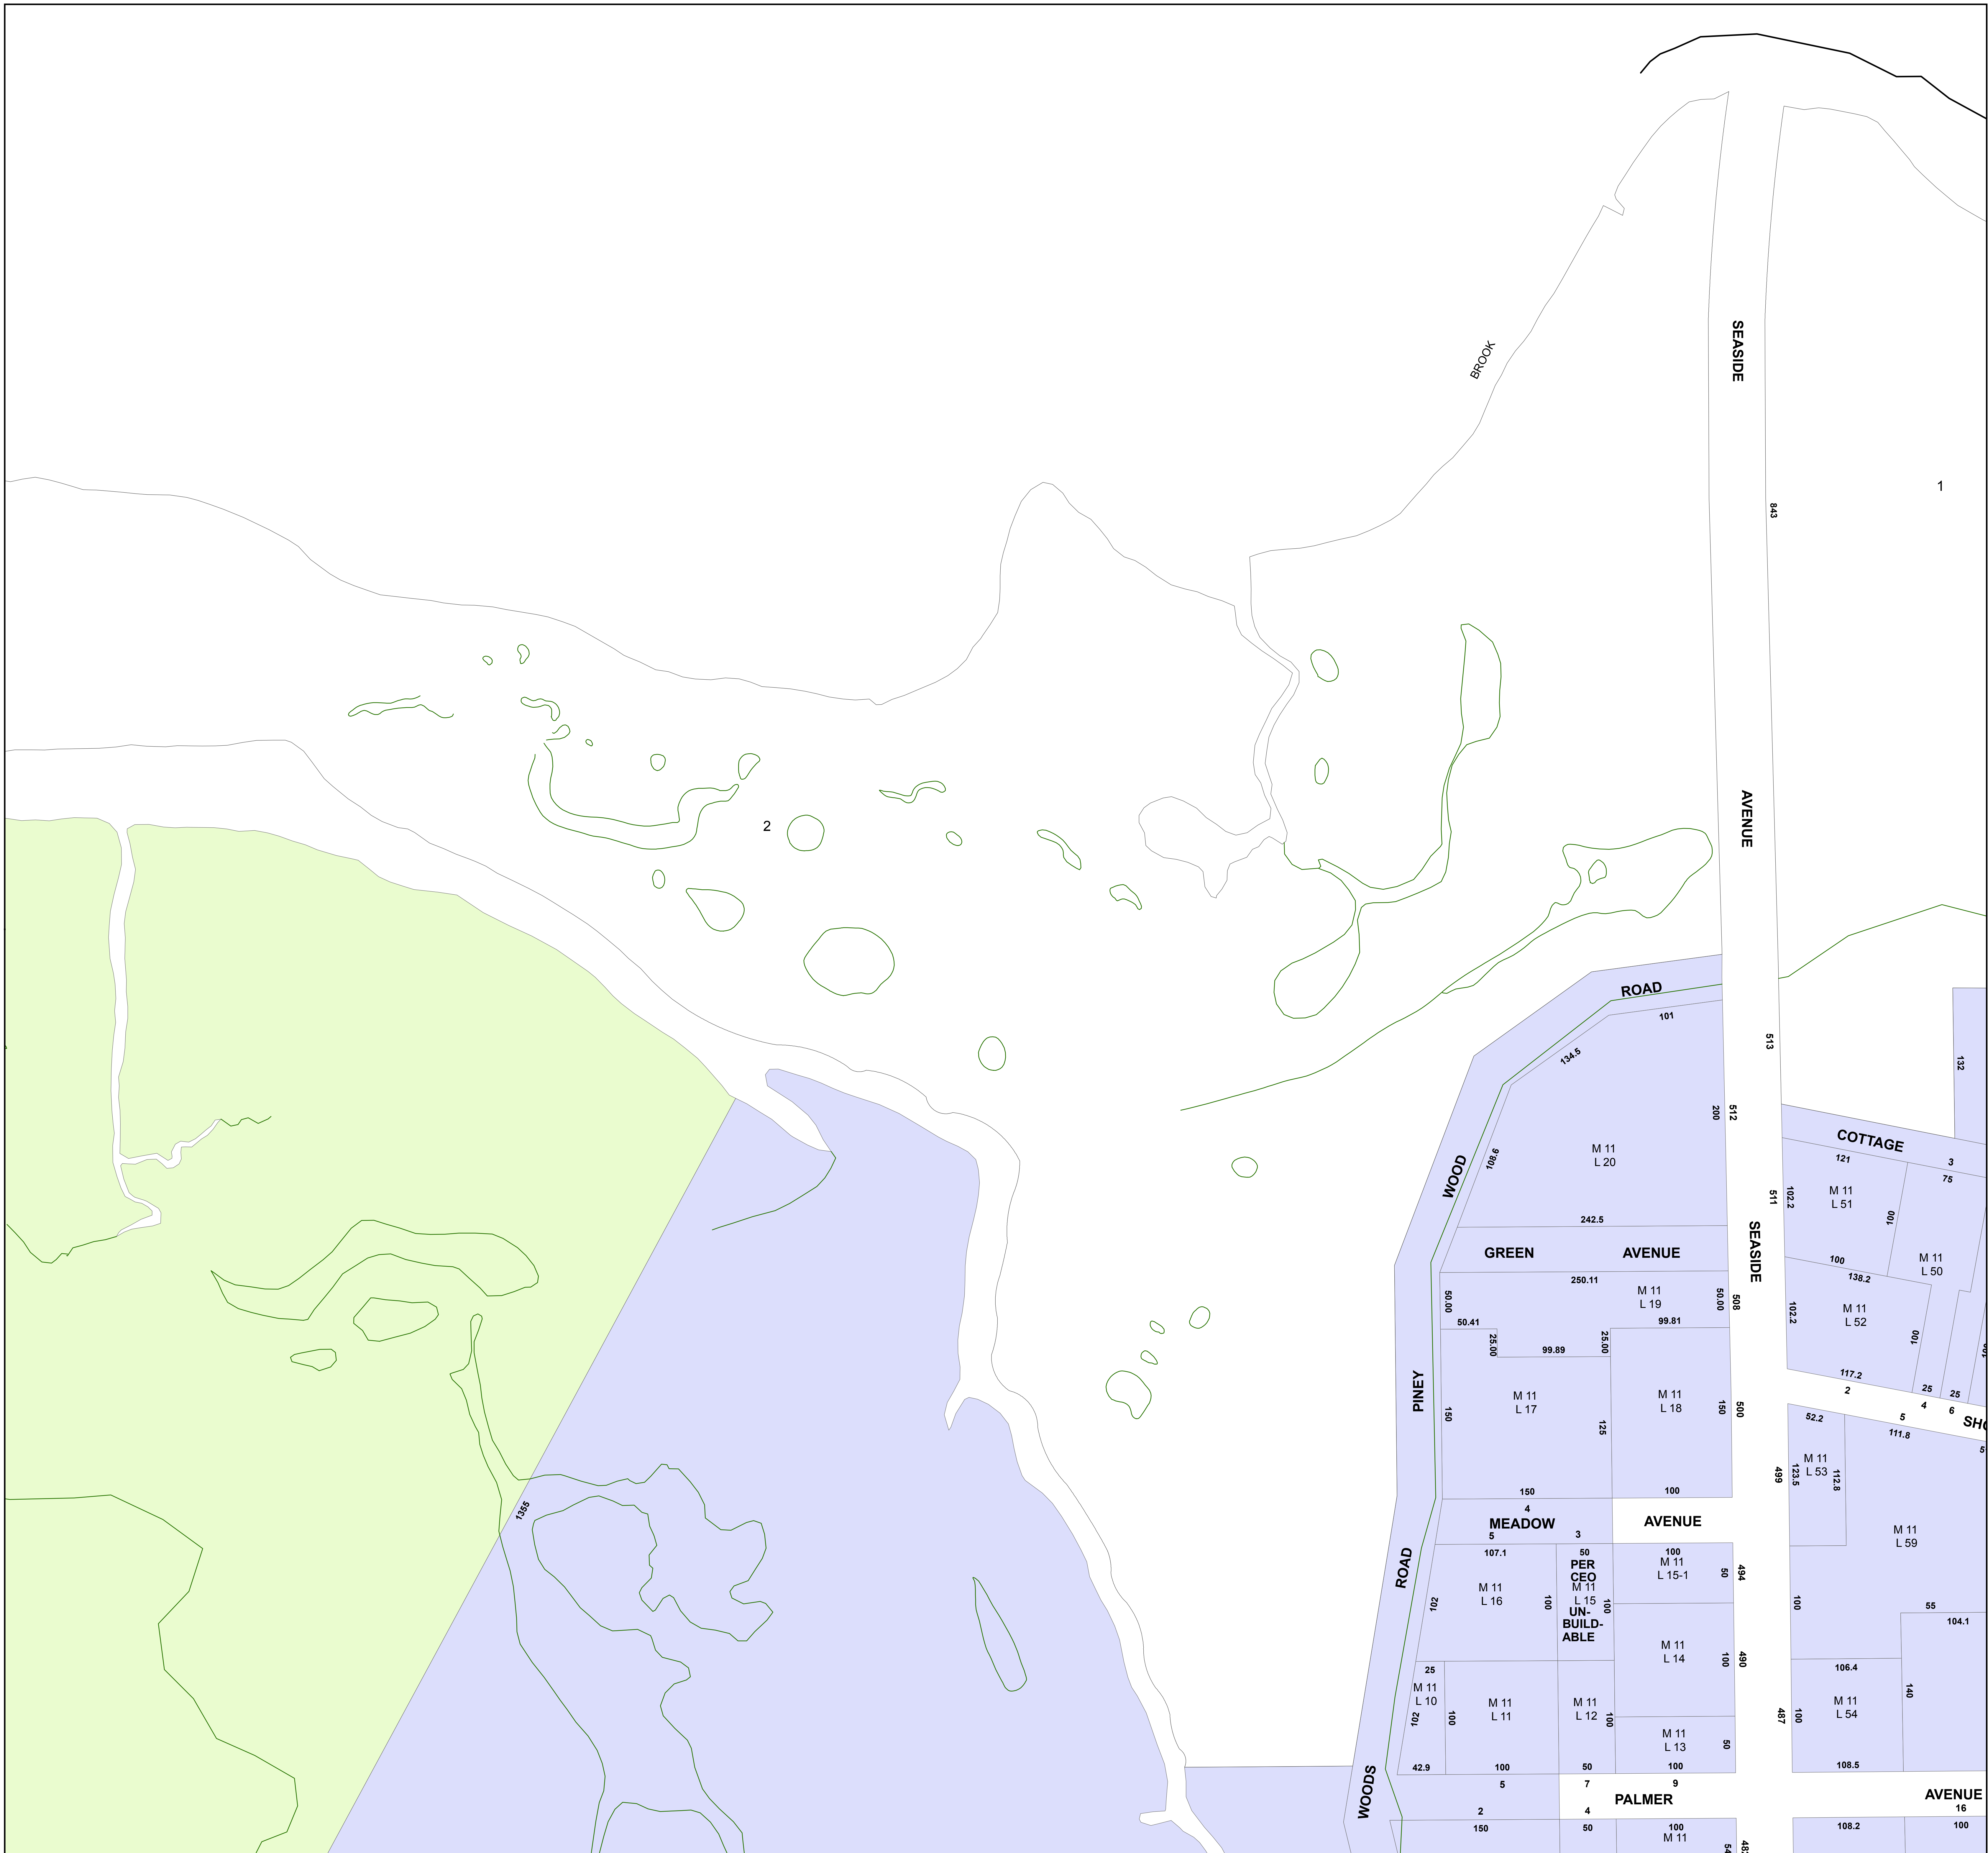 BROOK
SEASIDE
843
1
AVENUE
2
513
132
ROAD
101
134.5
108.6
200
512
M 11
L 20
242.5
WOOD
COTTAGE
121
3
75
511
102.2
M 11
L 51
100
M 11
L 50
100
138.2
SEASIDE
102.2
M 11
L 52
100
117.2
25
25
2
4
6
GREEN AVENUE
250.11
50.00
M 11
L 19
50.00
508
50.41
25.00
99.89
25.00
99.81
PINEY
150
M 11
L 17
125
M 11
L 18
150
500
150
100
52.2
5
111.8
499
123.5
M 11
L 53
112.8
M 11
L 59
4
MEADOW AVENUE
5
3
107.1
50
100
PER
CEO
M 11
L 15
UN-
BUILD-
ABLE
M 11
L 15-1
50
494
ROAD
102
M 11
L 16
100
100
100
55
104.1
M 11
L 14
100
490
106.4
25
M 11
L 10
102
100
M 11
L 11
M 11
L 12
100
M 11
L 13
50
487
100
M 11
L 54
140
42.9
100
50
100
108.5
WOODS
5
7
9
PALMER
AVENUE
16
2
4
150
50
100
M 11
54
108.2
100
1355